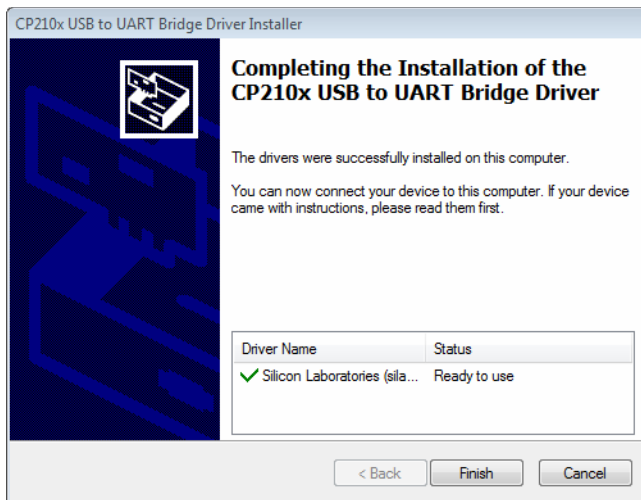 CP210x USB to UART Bridge Driver Installer
Completing the Installation of the
CP210x USB to UART Bridge Driver
The drivers were successfully installed on this computer.
You can now connect your device to this computer. If your device
came with instructions, please read them first.
Driver Name Status
Silicon Laboratories (sila... Ready to use
< Back Finish Cancel